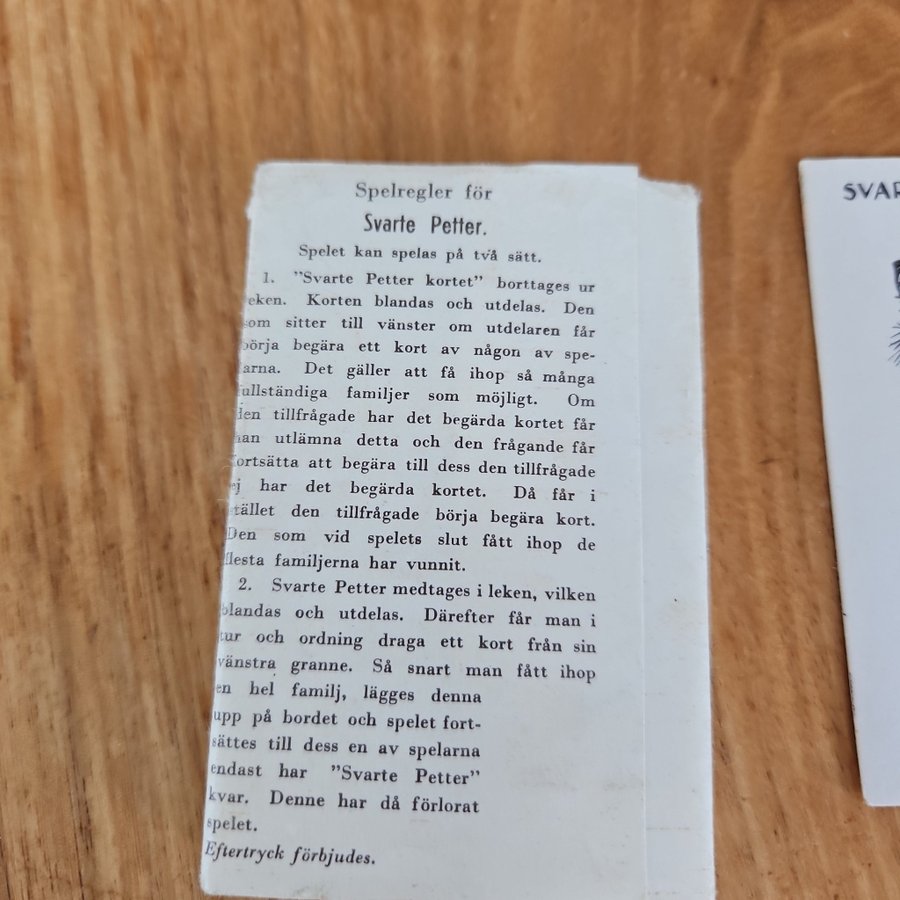 Spelregler för
Svarte Petter.
Spelet kan spelas på två sätt.
1. ”Svarte Petter kortet” borttages ur
eken. Korten blandas och utdelas. Den
om sitter till vänster om utdelaren får
börja begära ett kort av någon av spe-
arna. Det gäller att få ihop så många
fullständiga familjer som möjligt. Om
den tillfrågade har det begärda kortet får
han utlämna detta och den frågande får
fortsätta att begära till dess den tillfrågade
ej har det begärda kortet. Då får i
stället den tillfrågade börja begära kort.
Den som vid spelets slut fått ihop de
flesta familjerna har vunnit.
2. Svarte Petter medtages i leken, vilken
blandas och utdelas. Därefter får man i
tur och ordning draga ett kort från sin
vänstra granne. Så snart man fått ihop
en hel familj, lägges denna
upp på bordet och spelet fort-
sättes till dess en av spelarna
endast har ”Svarte Petter”
kvar. Denne har då förlorat
spelet.
Eftertryck förbjudes.
SVAR